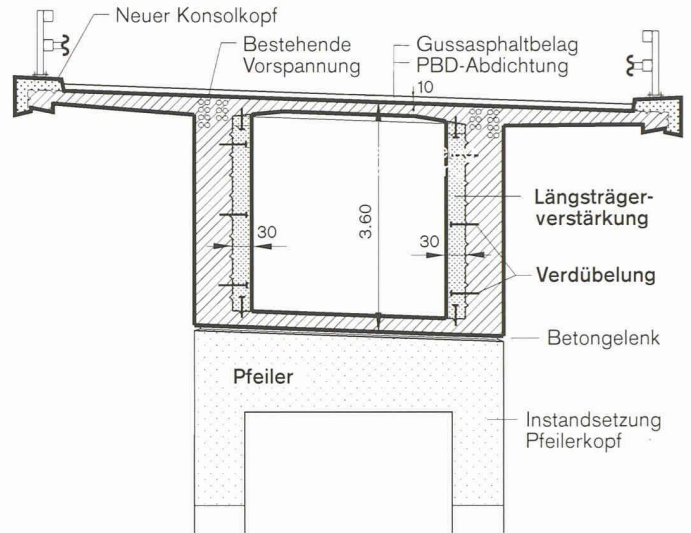 Neuer Konsolkopf
Bestehende
Vorspannung
Gussasphaltbelag
PBD-Abdichtung
10
Längsträger-
verstärkung
3.60
30
30
Verdübelung
Betongelenk
Pfeiler
Instandsetzung
Pfeilerkopf